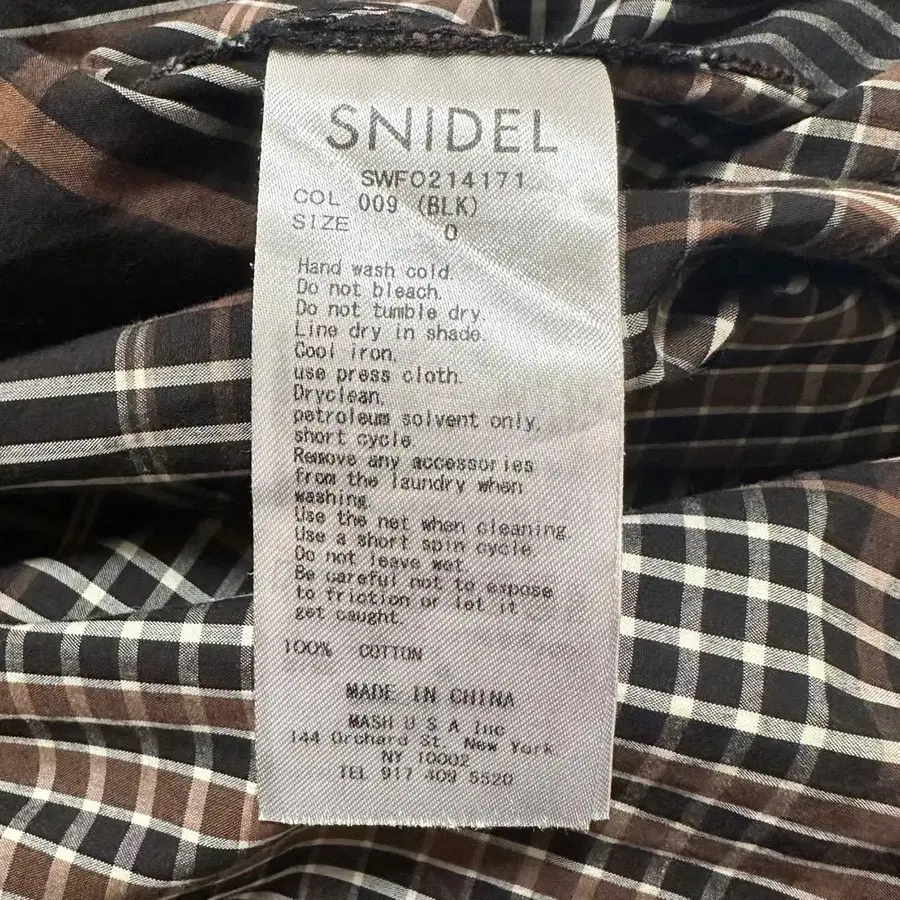 SNIDEL
SWFO214171
COL 009 (BLK)
SIZE 0
Hand wash cold.
Do not bleach.
Do not tumble dry.
Line dry in shade.
Cool iron,
use press cloth.
Dryclean,
petroleum solvent only,
short cycle.
Remove any accessories
from the laundry when
washing.
Use the net when cleaning.
Use a short spin cycle.
Do not leave wet.
Be careful not to expose
to friction or let it
get caught.
100% COTTON
MADE IN CHINA
MASH U S A, Inc
144 Orchard St. New York
NY 10002
TEL 917 409 5520